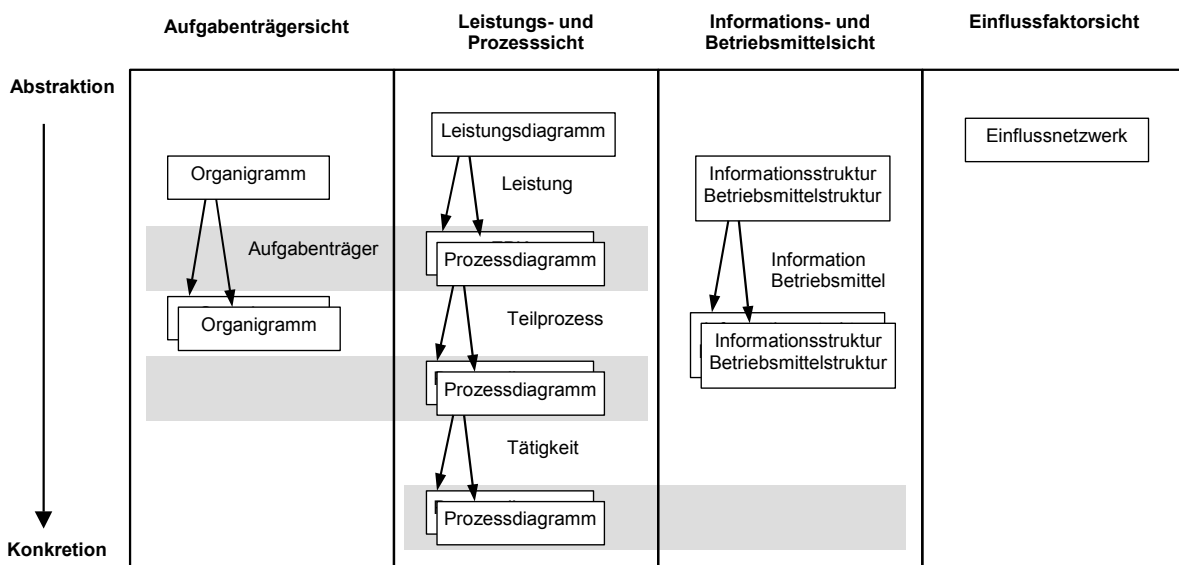 Aufgabenträgersicht
Leistungs- und
Prozesssicht
Informations- und
Betriebsmittelsicht
Einflussfaktorsicht
Abstraktion
Leistungsdiagramm
Einflussnetzwerk
Organigramm
Leistung
Informationsstruktur
Betriebsmittelstruktur
Aufgabenträger
Prozessdiagramm
Information
Betriebsmittel
Organigramm
Teilprozess
Informationsstruktur
Betriebsmittelstruktur
Prozessdiagramm
Tätigkeit
Prozessdiagramm
Konkretion